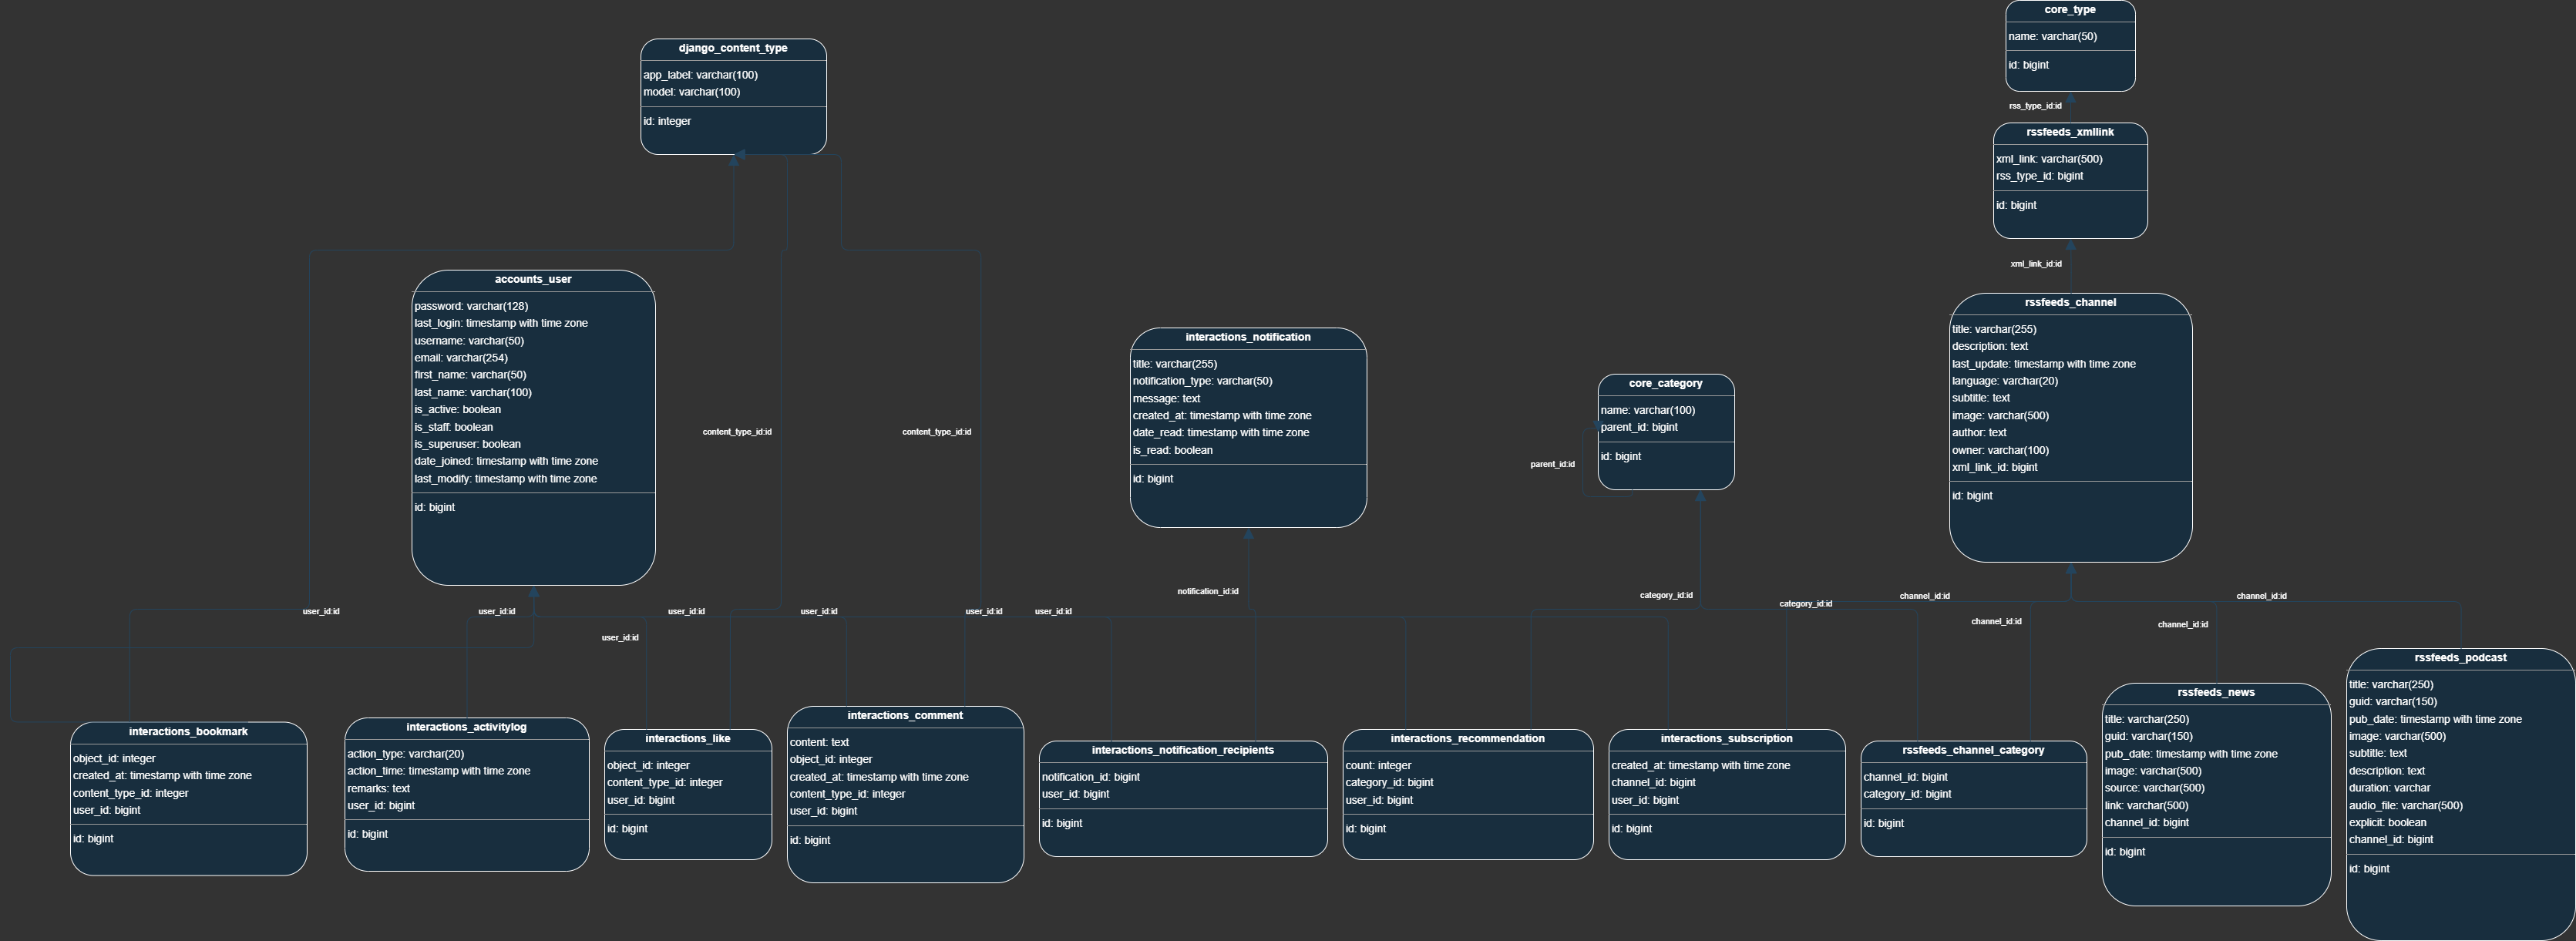 core_type
name: varchar(50)
id: bigint
django_content_type
app_label: varchar(100)
model: varchar(100)
id: integer
rss_type_id:id
rssfeeds_xmllink
xml_link: varchar(500)
rss_type_id: bigint
id: bigint
xml_link_id:id
accounts_user
password: varchar(128)
last_login: timestamp with time zone
username: varchar(50)
email: varchar(254)
first_name: varchar(50)
last_name: varchar(100)
is_active: boolean
is_staff: boolean
is_superuser: boolean
date_joined: timestamp with time zone
last_modify: timestamp with time zone
id: bigint
content_type_id:id
content_type_id:id
interactions_notification
title: varchar(255)
notification_type: varchar(50)
message: text
created_at: timestamp with time zone
date_read: timestamp with time zone
is_read: boolean
id: bigint
core_category
name: varchar(100)
parent_id: bigint
id: bigint
parent_id:id
rssfeeds_channel
title: varchar(255)
description: text
last_update: timestamp with time zone
language: varchar(20)
subtitle: text
image: varchar(500)
author: text
owner: varchar(100)
xml_link_id: bigint
id: bigint
user_id:id
user_id:id
user_id:id
user_id:id
user_id:id
user_id:id
user_id:id
notification_id:id
category_id:id
category_id:id
channel_id:id
channel_id:id
channel_id:id
channel_id:id
interactions_bookmark
object_id: integer
created_at: timestamp with time zone
content_type_id: integer
user_id: bigint
id: bigint
interactions_activitylog
action_type: varchar(20)
action_time: timestamp with time zone
remarks: text
user_id: bigint
id: bigint
interactions_like
object_id: integer
content_type_id: integer
user_id: bigint
id: bigint
interactions_comment
content: text
object_id: integer
created_at: timestamp with time zone
content_type_id: integer
user_id: bigint
id: bigint
interactions_notification_recipients
notification_id: bigint
user_id: bigint
id: bigint
interactions_recommendation
count: integer
category_id: bigint
user_id: bigint
id: bigint
interactions_subscription
created_at: timestamp with time zone
channel_id: bigint
user_id: bigint
id: bigint
rssfeeds_channel_category
channel_id: bigint
category_id: bigint
id: bigint
rssfeeds_news
title: varchar(250)
guid: varchar(150)
pub_date: timestamp with time zone
image: varchar(500)
source: varchar(500)
link: varchar(500)
channel_id: bigint
id: bigint
rssfeeds_podcast
title: varchar(250)
guid: varchar(150)
pub_date: timestamp with time zone
image: varchar(500)
subtitle: text
description: text
duration: varchar
audio_file: varchar(500)
explicit: boolean
channel_id: bigint
id: bigint